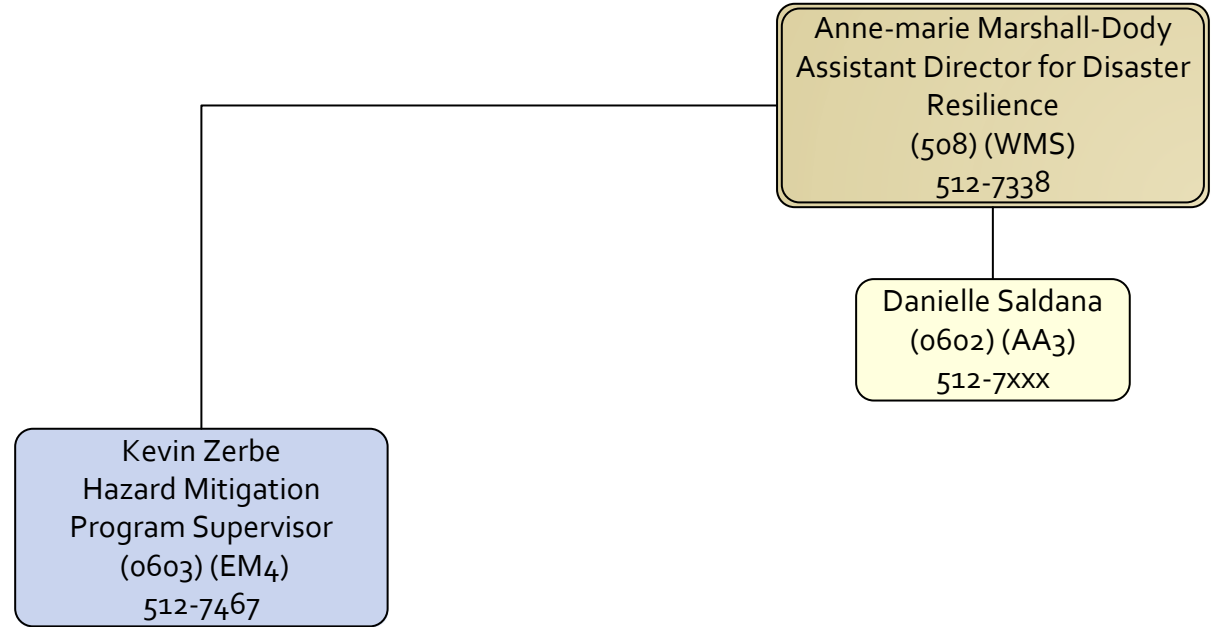 Anne-marie Marshall-Dody
Assistant Director for Disaster
Resilience
(508) (WMS)
512-7338
Danielle Saldana
(0602) (AA3)
512-7xxx
Kevin Zerbe
Hazard Mitigation
Program Supervisor
(0603) (EM4)
512-7467